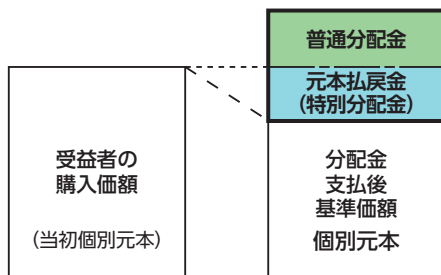 普通分配金
元本払戻金
(特別分配金)
受益者の
購入価額
(当初個別元本)
分配金
支払後
基準価額
個別元本